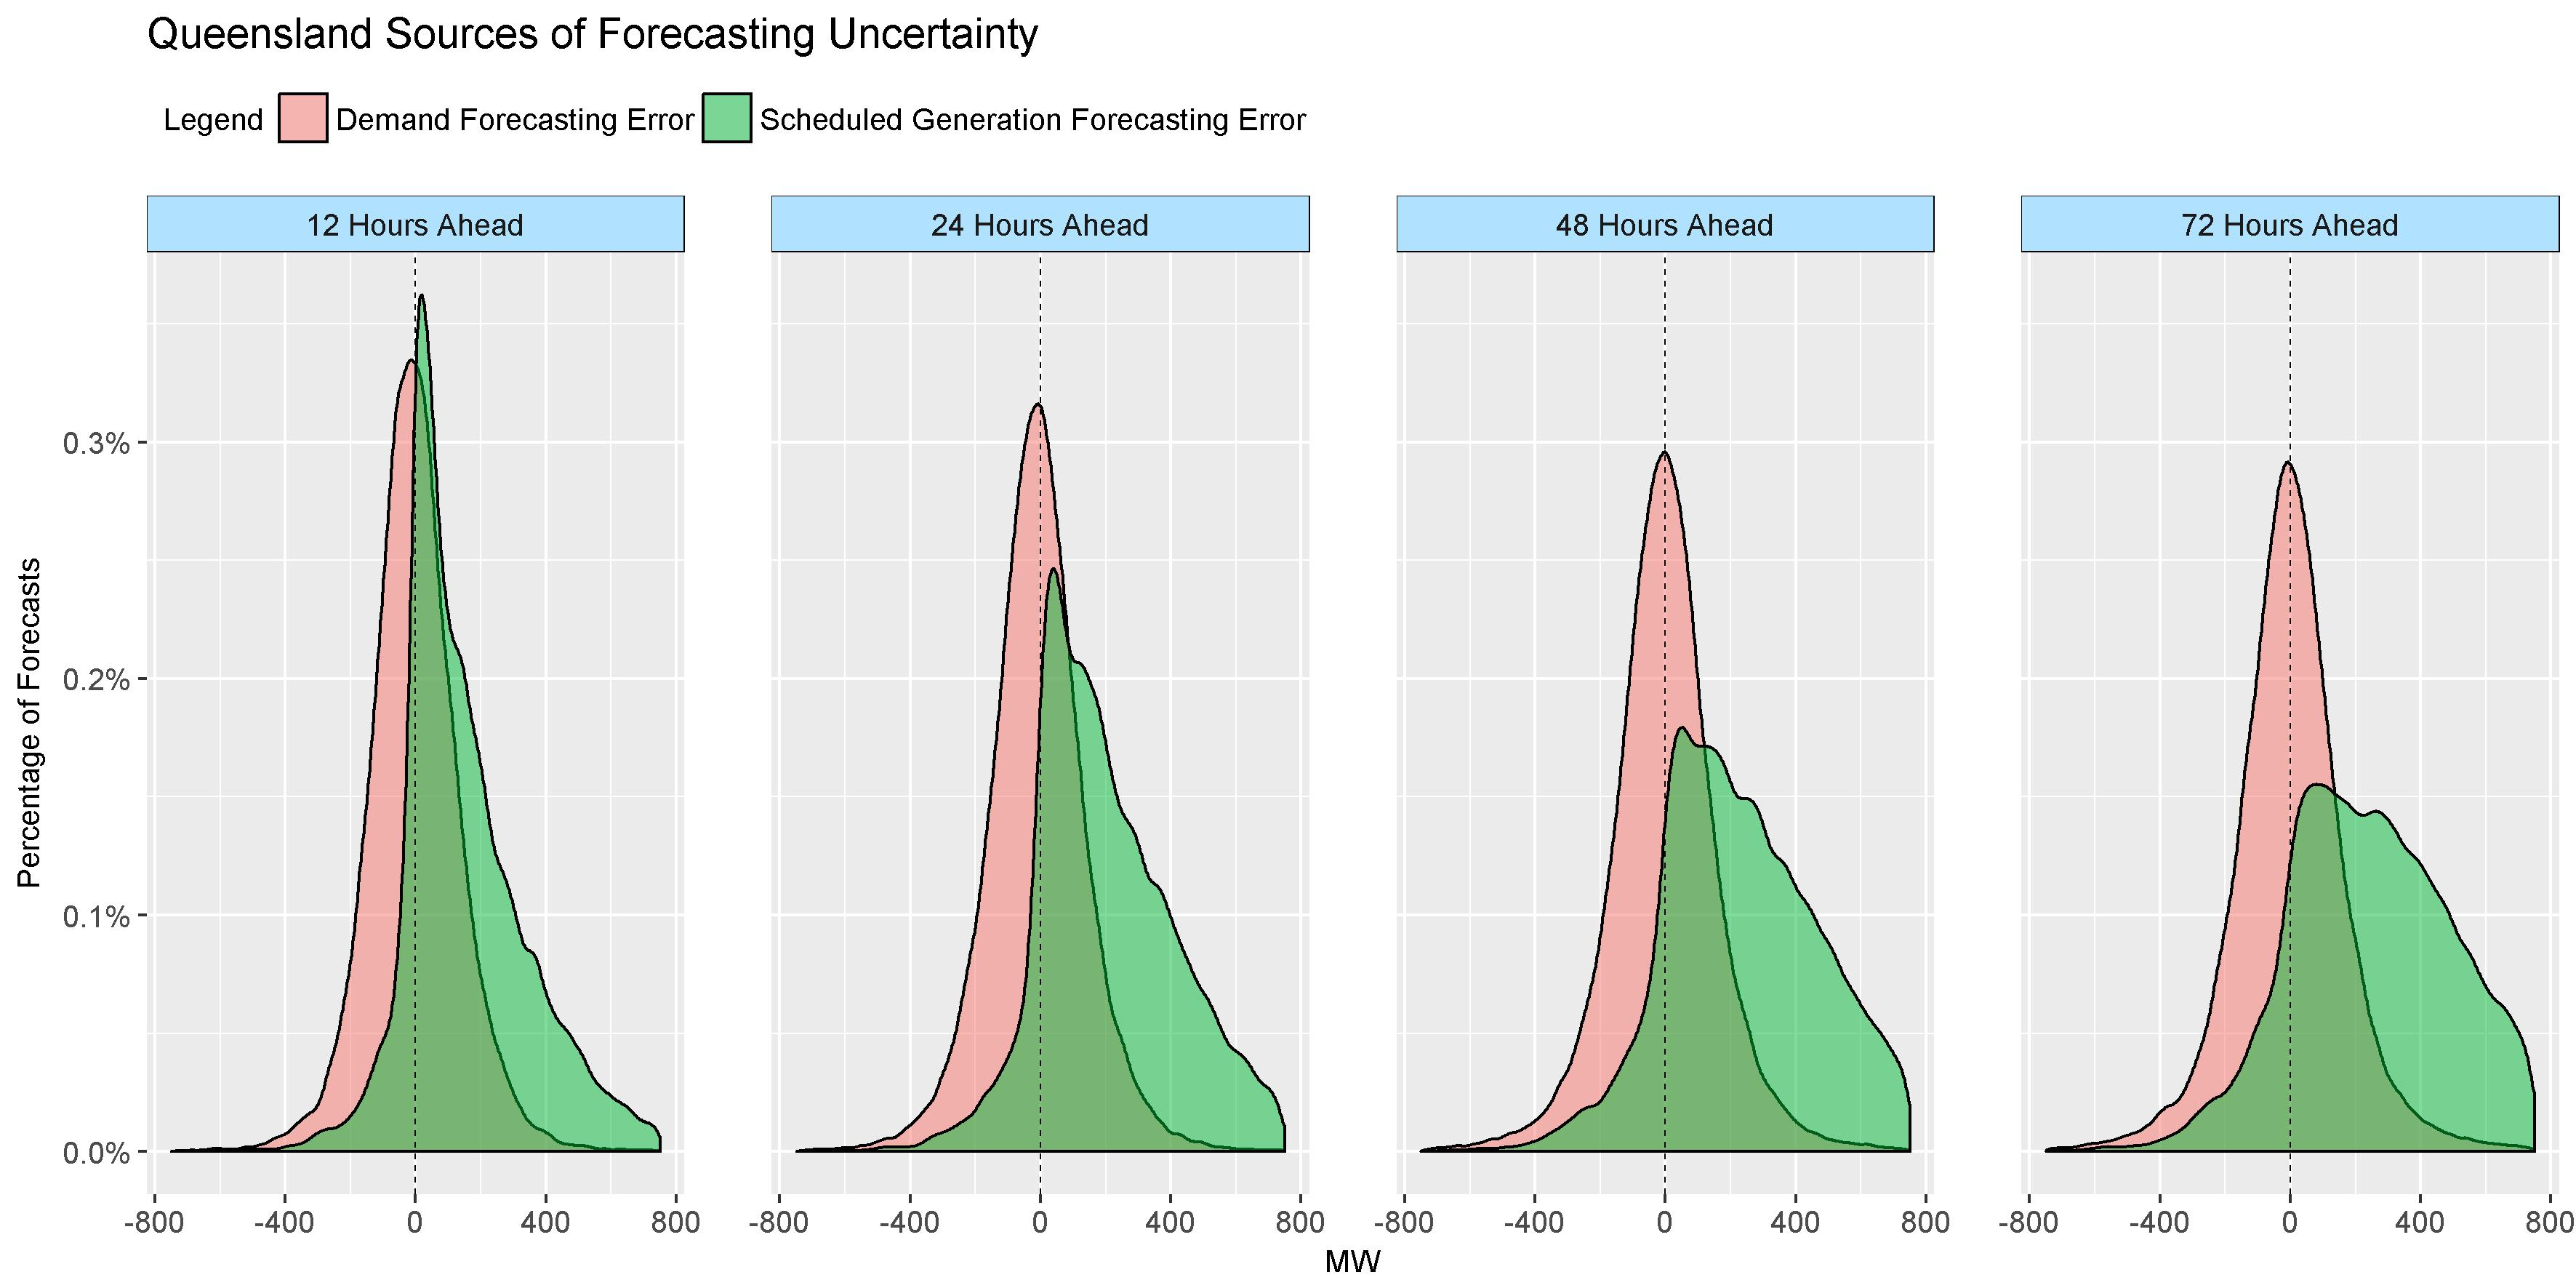 Queensland Sources of Forecasting Uncertainty
Legend Demand Forecasting Error Scheduled Generation Forecasting Error
12 Hours Ahead 24 Hours Ahead 48 Hours Ahead 72 Hours Ahead
Percentage of Forecasts
0.3%
0.2%
0.1%
0.0%
-800 -400 0 400 800 -800 -400 0 400 800 -800 -400 0 400 800 -800 -400 0 400 800
MW